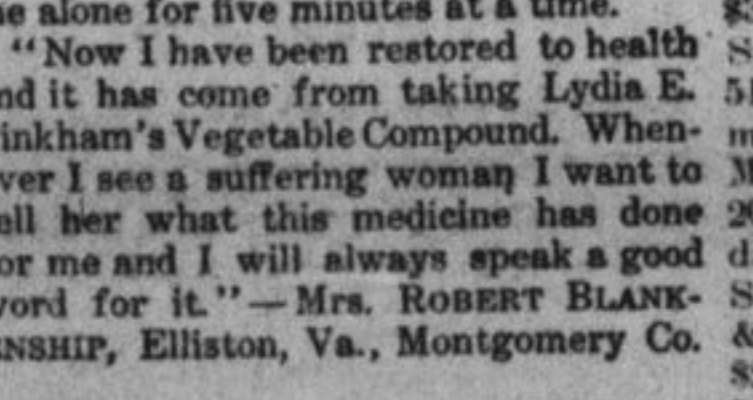 me alone for five minutes at a time.
"Now I have been restored to health
nd it has come from taking Lydia E.
inkham's Vegetable Compound. When-
ver I see a suffering woman I want to
ell her what this medicine has done
or me and I will always speak a good
vord for it."—Mrs. ROBERT BLANK-
NSHIP, Elliston, Va., Montgomery Co.